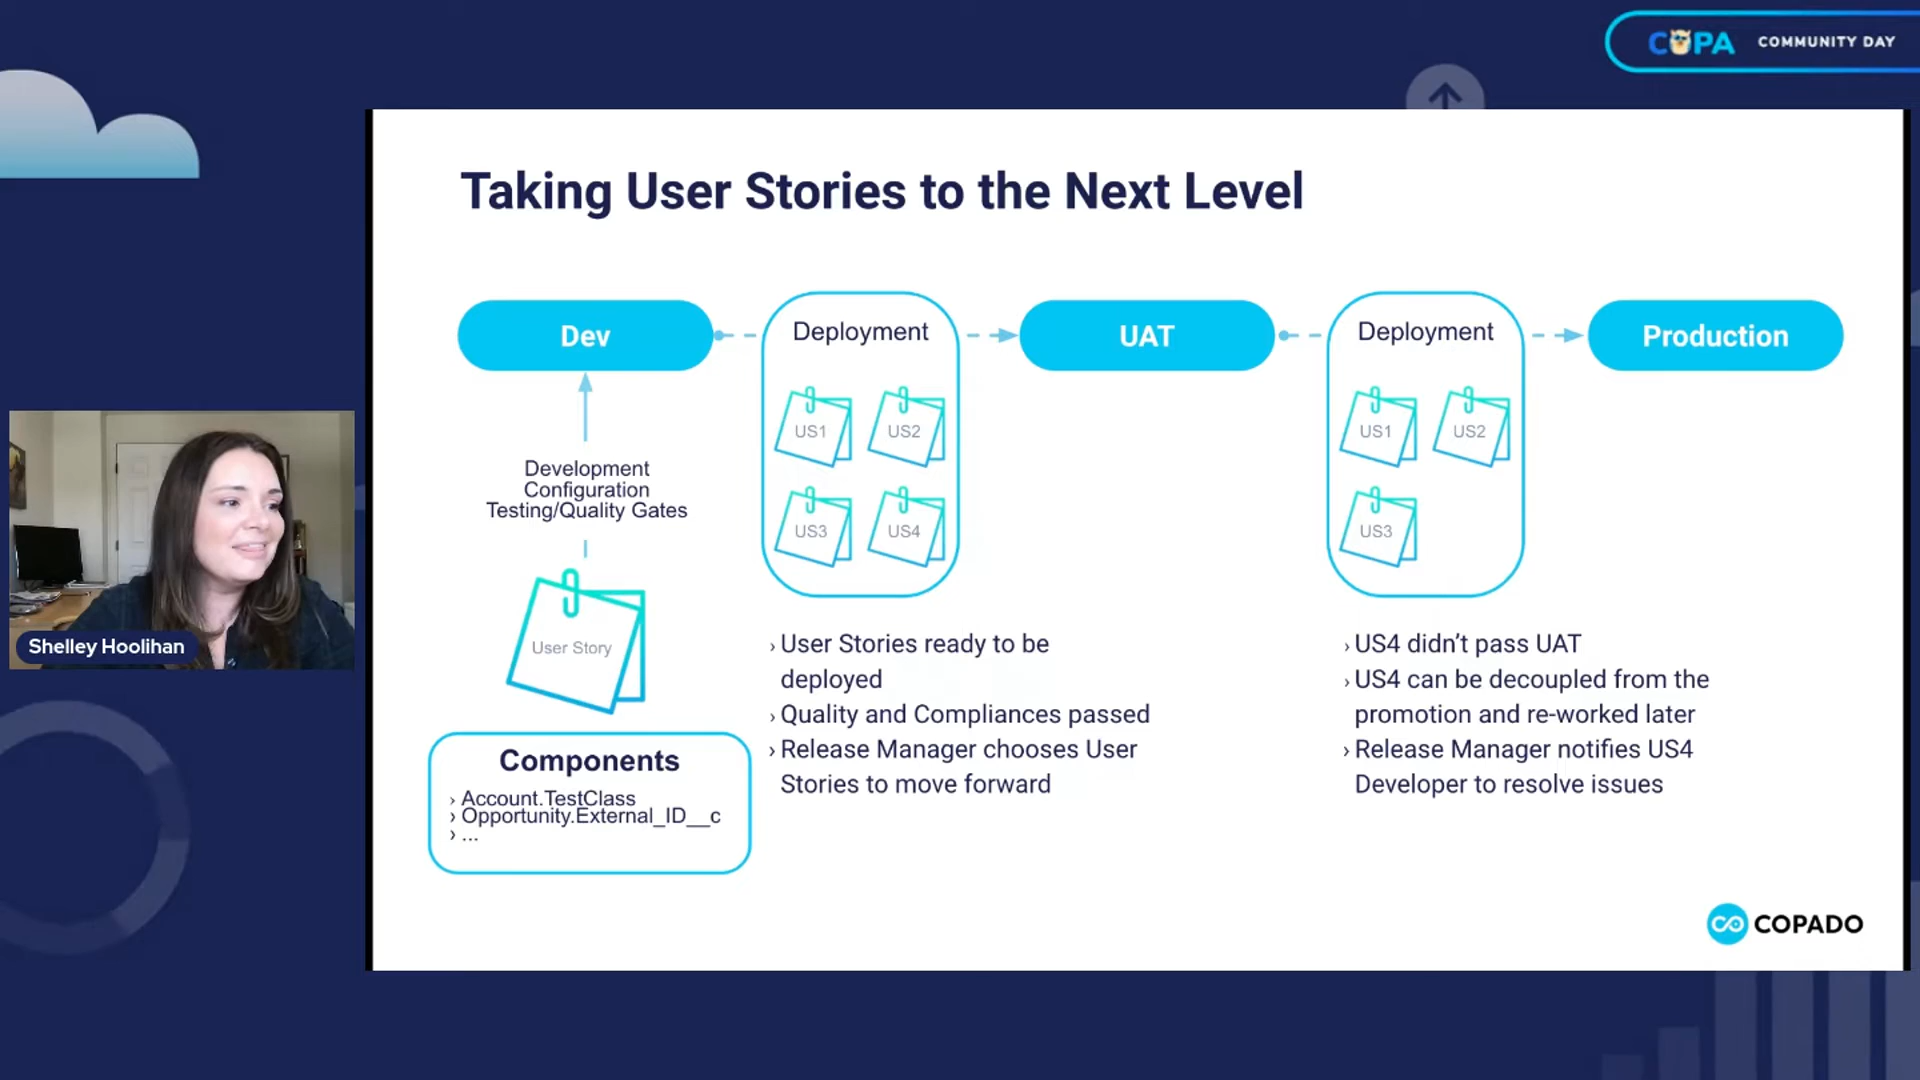 COPA COMMUNITY DAY
Taking User Stories to the Next Level
Dev
Deployment
UAT
Deployment
Production
US1 US2
US3 US4
US1 US2
US3
Development
Configuration
Testing/Quality Gates
User Story
Components
› Account.TestClass
› Opportunity.External_ID__c
› ...
› User Stories ready to be
deployed
› Quality and Compliances passed
› Release Manager chooses User
Stories to move forward
› US4 didn’t pass UAT
› US4 can be decoupled from the
promotion and re-worked later
› Release Manager notifies US4
Developer to resolve issues
Shelley Hoolihan
COPADO